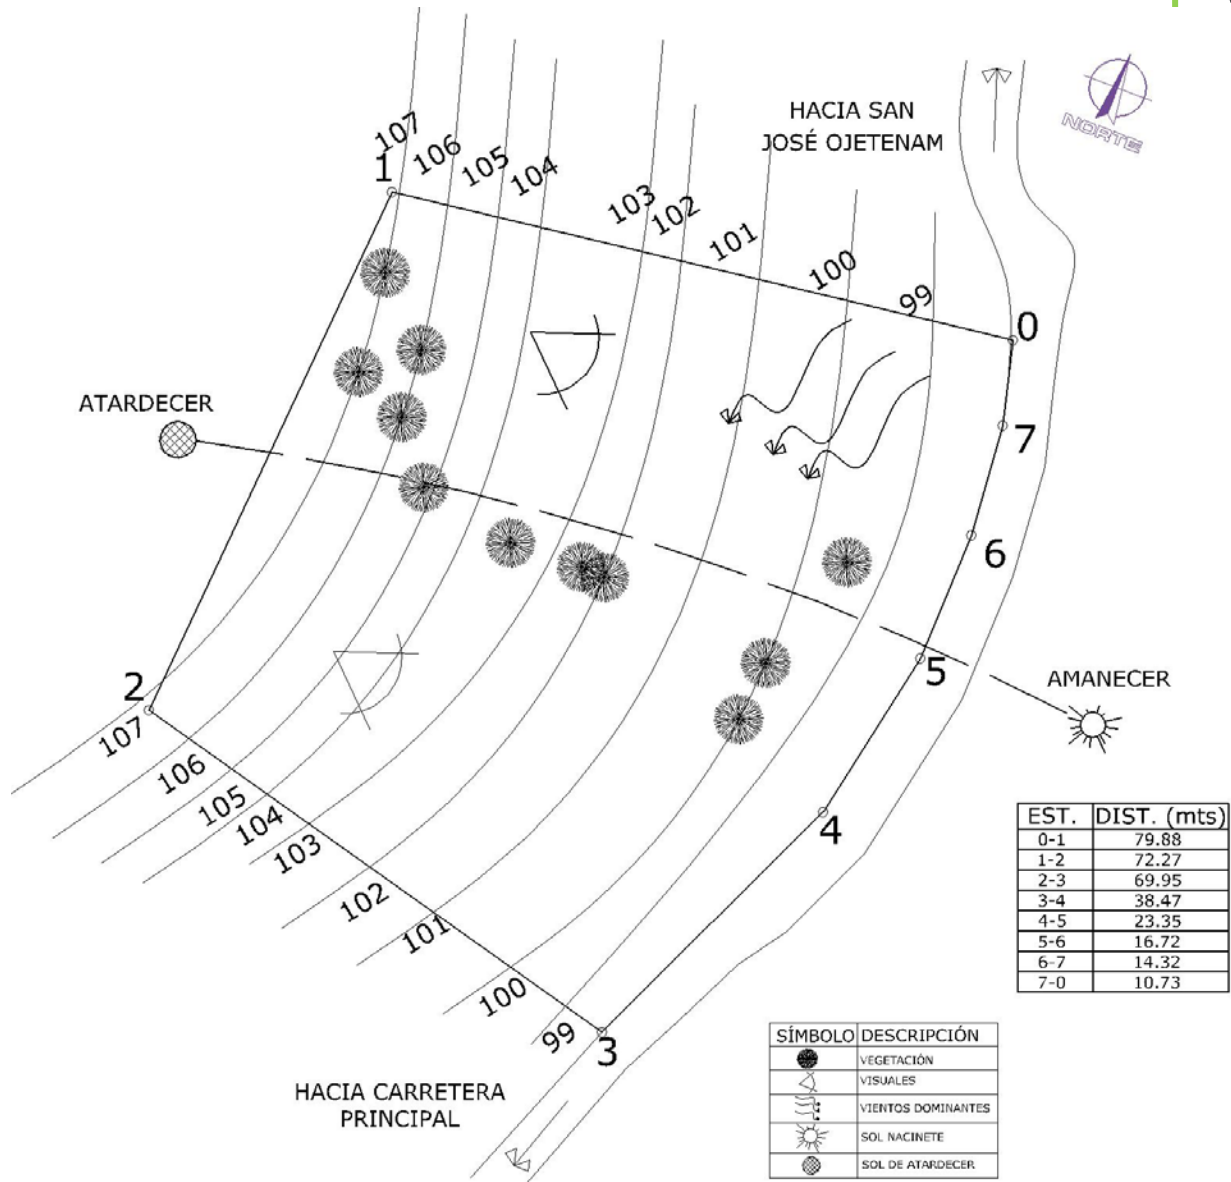 HACIA SAN
JOSÉ OJETENAM
NORTE
107
106
105
104
103
102
101
100
99
1
0
7
6
5
4
3
2
ATARDECER
AMANECER
107
106
105
104
103
102
101
100
99
HACIA CARRETERA
PRINCIPAL
EST. DIST. (mts)
0-1 79.88
1-2 72.27
2-3 69.95
3-4 38.47
4-5 23.35
5-6 16.72
6-7 14.32
7-0 10.73
SÍMBOLO DESCRIPCIÓN
VEGETACIÓN
VISUALES
VIENTOS DOMINANTES
SOL NACINETE
SOL DE ATARDECER